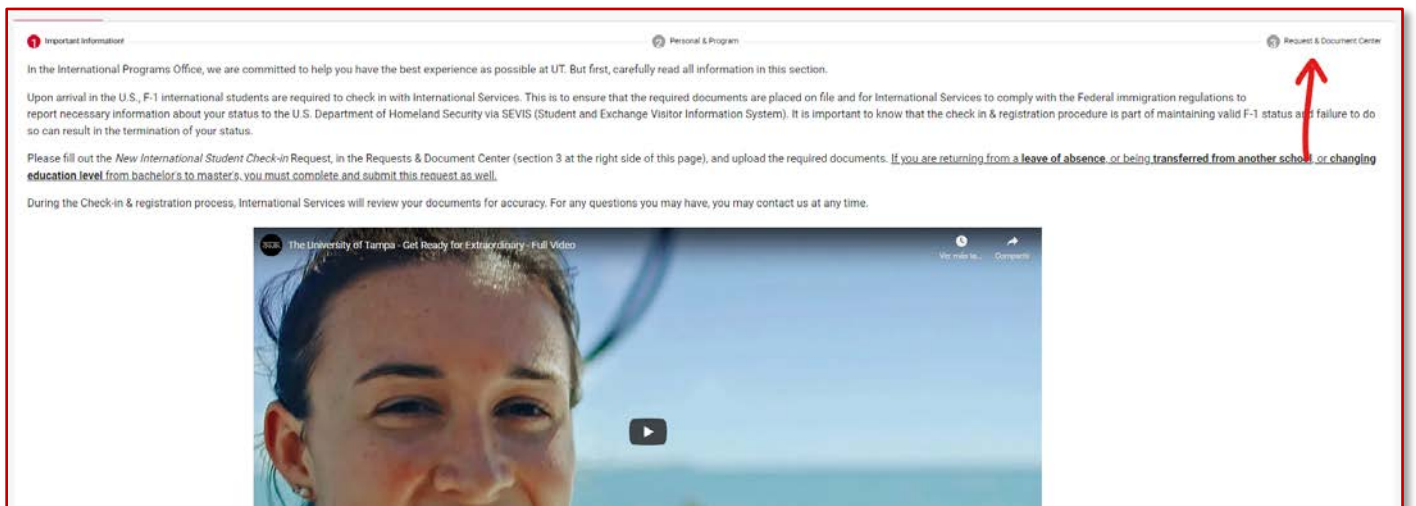 1 Important Information!
2 Personal & Program
3 Request & Document Center
In the International Programs Office, we are committed to help you have the best experience as possible at UT. But first, carefully read all information in this section.
Upon arrival in the U.S., F-1 international students are required to check in with International Services. This is to ensure that the required documents are placed on file and for International Services to comply with the Federal immigration regulations to
report necessary information about your status to the U.S. Department of Homeland Security via SEVIS (Student and Exchange Visitor Information System). It is important to know that the check in & registration procedure is part of maintaining valid F-1 status and failure to do
so can result in the termination of your status.
Please fill out the New International Student Check-in Request, in the Requests & Document Center (section 3 at the right side of this page), and upload the required documents. If you are returning from a leave of absence, or being transferred from another school, or changing
education level from bachelor's to master's, you must complete and submit this request as well.
During the Check-in & registration process, International Services will review your documents for accuracy. For any questions you may have, you may contact us at any time.
The University of Tampa - Get Ready for Extraordinary - Full Video
Ver más ta...
Compartir